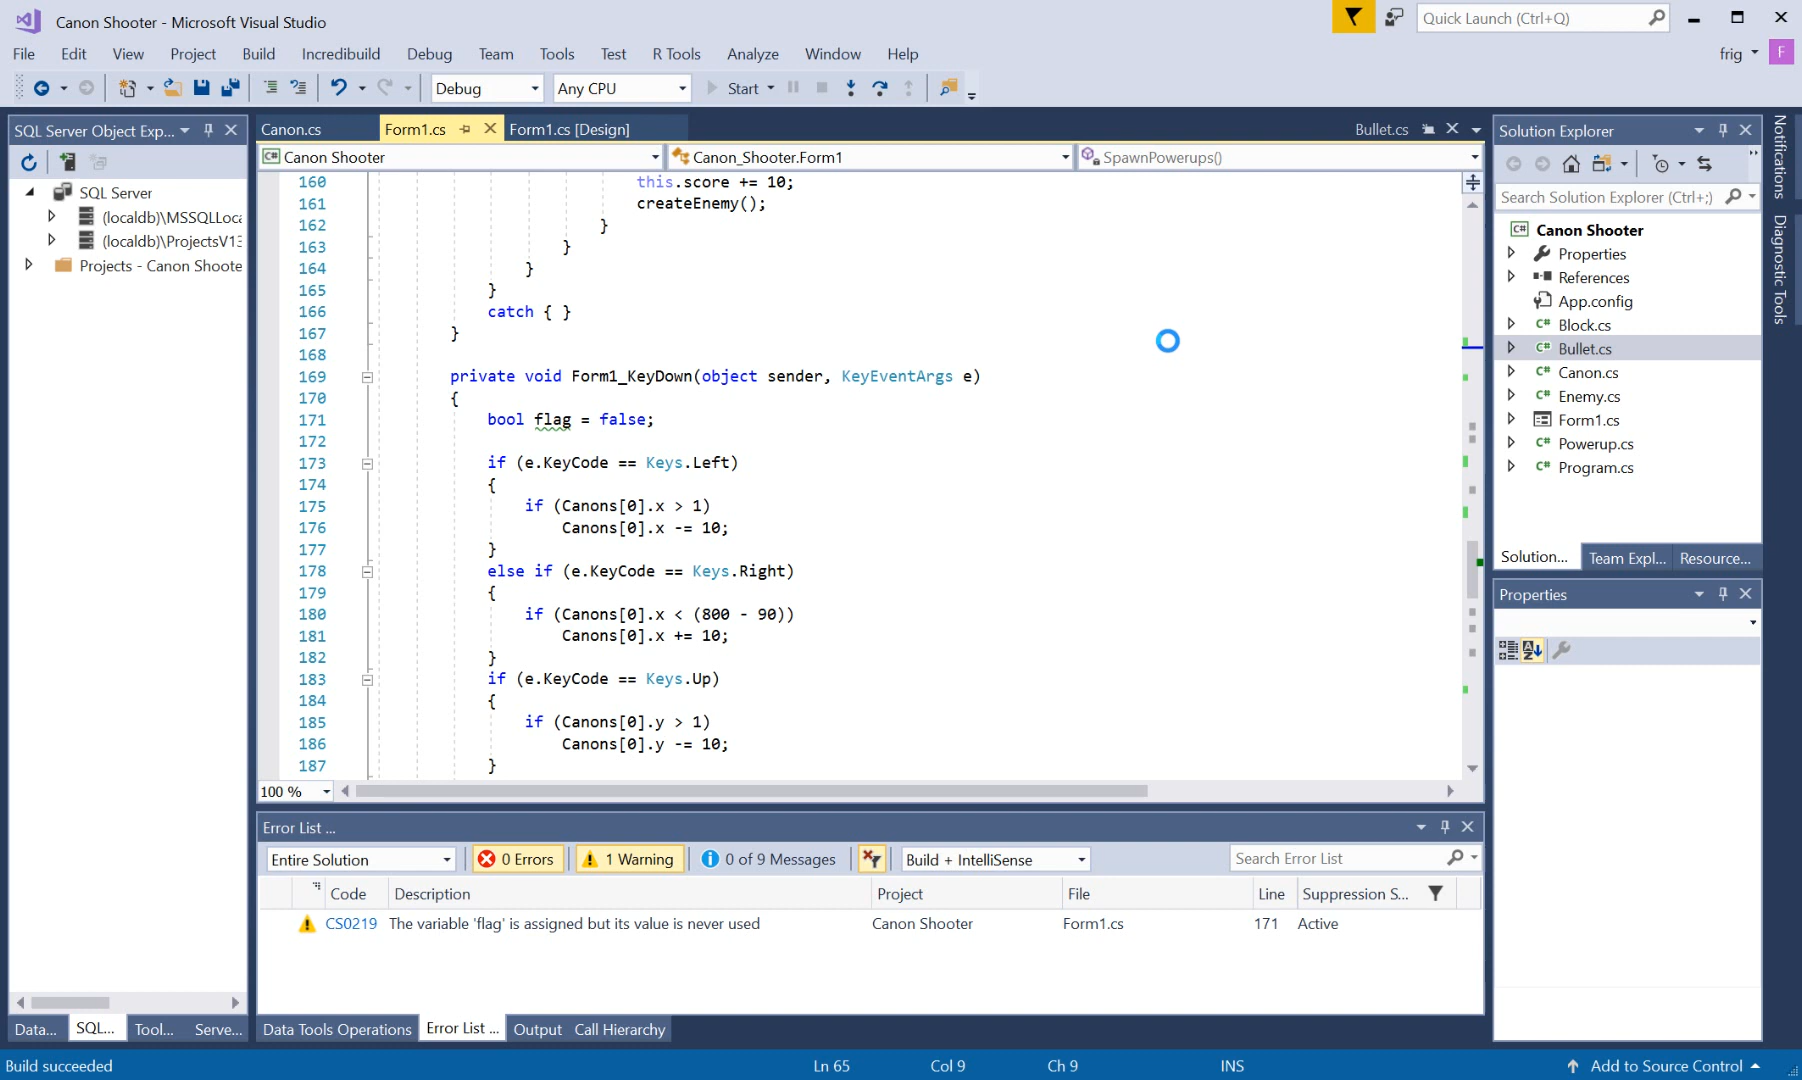 Canon Shooter - Microsoft Visual Studio
Quick Launch (Ctrl+Q)
File Edit View Project Build Incredibuild Debug Team Tools Test R Tools Analyze Window Help
frig F
Debug Any CPU Start
SQL Server Object Exp...
SQL Server
(localdb)\MSSQLLoca
(localdb)\ProjectsV13
Projects - Canon Shoote
Data... SQL... Tool... Serve...
Canon.cs Form1.cs Form1.cs [Design] Bullet.cs
C# Canon Shooter Canon_Shooter.Form1 SpawnPowerups()
160 this.score += 10;
161 createEnemy();
162 }
163 }
164 }
165 }
166 catch { }
167 }
168
169 private void Form1_KeyDown(object sender, KeyEventArgs e)
170 {
171 bool flag = false;
172
173 if (e.KeyCode == Keys.Left)
174 {
175 if (Canons[0].x > 1)
176 Canons[0].x -= 10;
177 }
178 else if (e.KeyCode == Keys.Right)
179 {
180 if (Canons[0].x < (800 - 90))
181 Canons[0].x += 10;
182 }
183 if (e.KeyCode == Keys.Up)
184 {
185 if (Canons[0].y > 1)
186 Canons[0].y -= 10;
187 }
100 %
Error List ...
Entire Solution 0 Errors 1 Warning 0 of 9 Messages Build + IntelliSense Search Error List
Code Description Project File Line Suppression S...
CS0219 The variable 'flag' is assigned but its value is never used Canon Shooter Form1.cs 171 Active
Data Tools Operations Error List ... Output Call Hierarchy
Solution Explorer
Search Solution Explorer (Ctrl+;)
C# Canon Shooter
Properties
References
App.config
C# Block.cs
C# Bullet.cs
C# Canon.cs
C# Enemy.cs
Form1.cs
C# Powerup.cs
C# Program.cs
Solution... Team Expl... Resource...
Properties
Notifications
Diagnostic Tools
Build succeeded Ln 65 Col 9 Ch 9 INS Add to Source Control